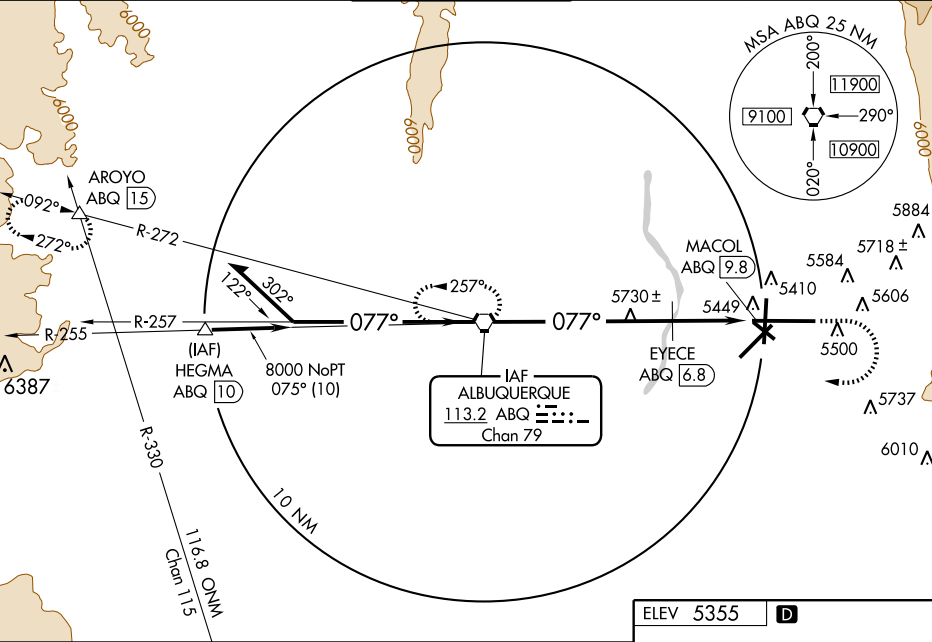 6000
6000
6000
6000
MSA ABQ 25 NM
200°
11900
9100
290°
10900
020°
AROYO
ABQ 15
092°
272°
R-272
5884
5718 ±
5584
MACOL
ABQ 9.8
5410
5449
5606
5500
122°
302°
257°
5730 ±
R-257
077°
077°
R-255
(IAF)
HEGMA
ABQ 10
8000 NoPT
075° (10)
EYECE
ABQ 6.8
6387
IAF
ALBUQUERQUE
113.2 ABQ
Chan 79
5737
6010
R-330
10 NM
116.8 ONM
Chan 115
ELEV 5355 D